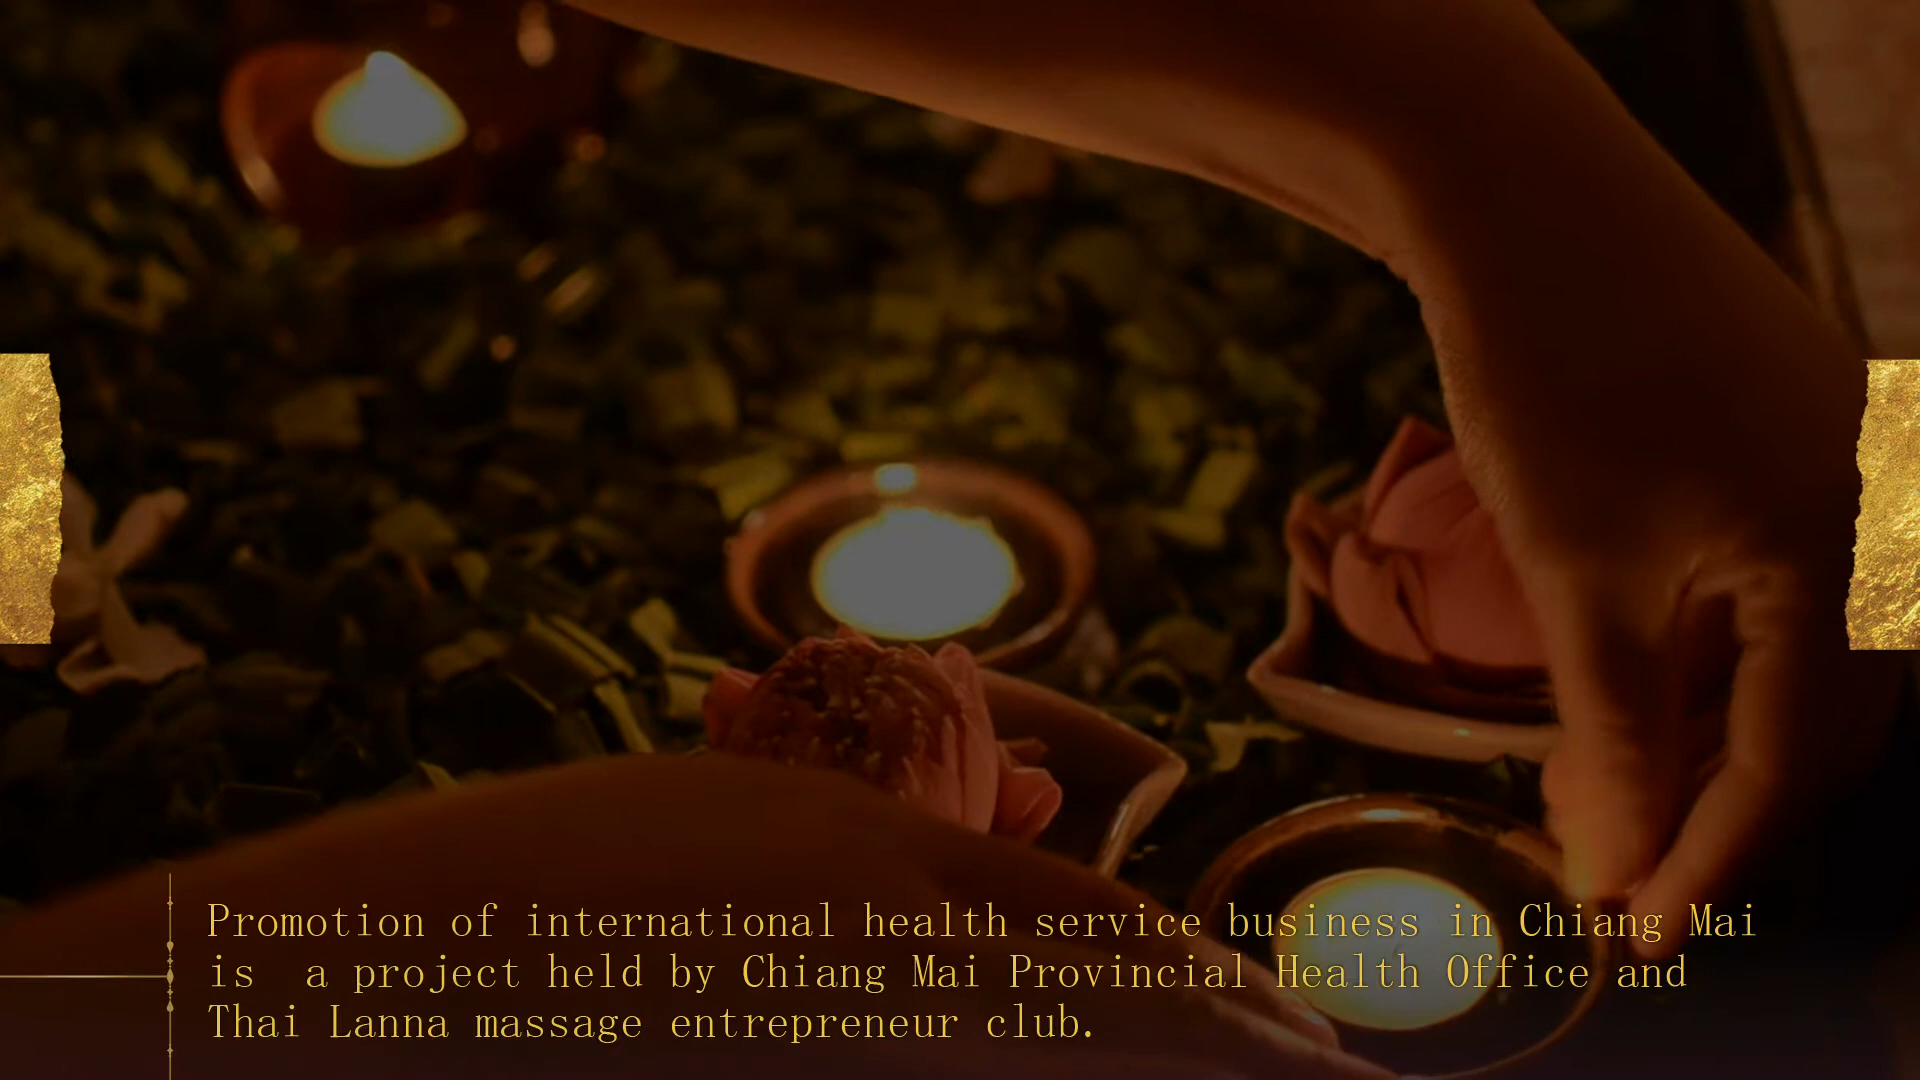 Promotion of international health service business in Chiang Mai
is  a project held by Chiang Mai Provincial Health Office and
Thai Lanna massage entrepreneur club.